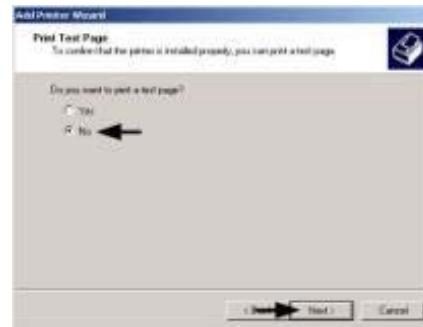 Add Printer Wizard
Print Test Page
To confirm that the printer is installed properly, you can print a test page.
Do you want to print a test page?
Yes
No
Next >
Cancel